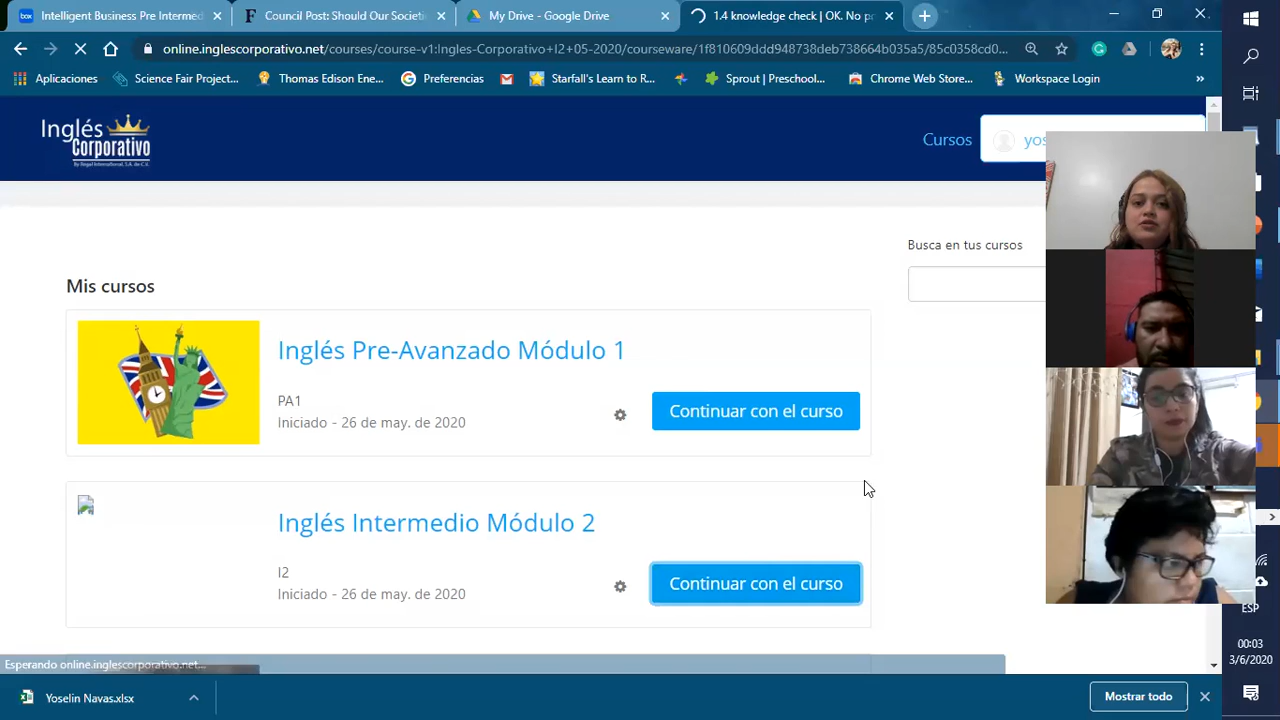 Intelligent Business Pre Intermed
Council Post: Should Our Societi
My Drive - Google Drive
1.4 knowledge check | OK. No pr
online.inglescorporativo.net/courses/course-v1:Ingles-Corporativo+I2+05-2020/courseware/1f810609ddd948738deb738664b035a5/85c0358cd0...
Aplicaciones
Science Fair Project...
Thomas Edison Ene...
Preferencias
Starfall's Learn to R...
Sprout | Preschool...
Chrome Web Store...
Workspace Login
Inglés
Corporativo
Cursos
yos
Busca en tus cursos
Mis cursos
Inglés Pre-Avanzado Módulo 1
PA1
Iniciado - 26 de may. de 2020
Continuar con el curso
Inglés Intermedio Módulo 2
I2
Iniciado - 26 de may. de 2020
Continuar con el curso
Esperando online.inglescorporativo.net...
Yoselin Navas.xlsx
Mostrar todo
ESP
00:03
3/6/2020